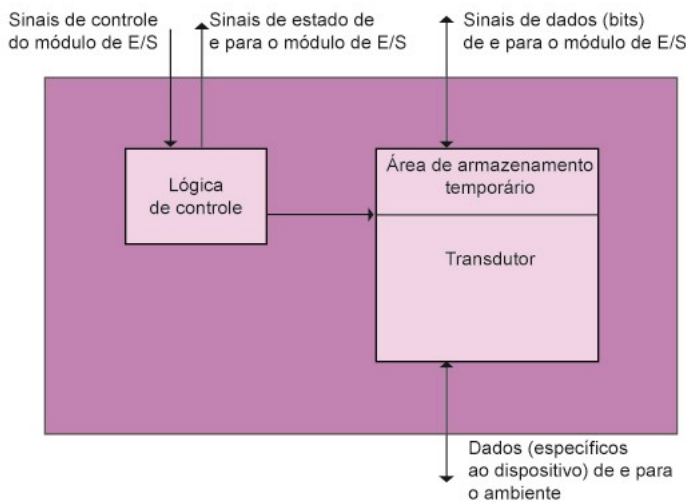 Sinais de controle
do módulo de E/S
Sinais de estado de
e para o módulo de E/S
Sinais de dados (bits)
de e para o módulo de E/S
Lógica
de controle
Área de armazenamento
temporário
Transdutor
Dados (específicos
ao dispositivo) de e para
o ambiente